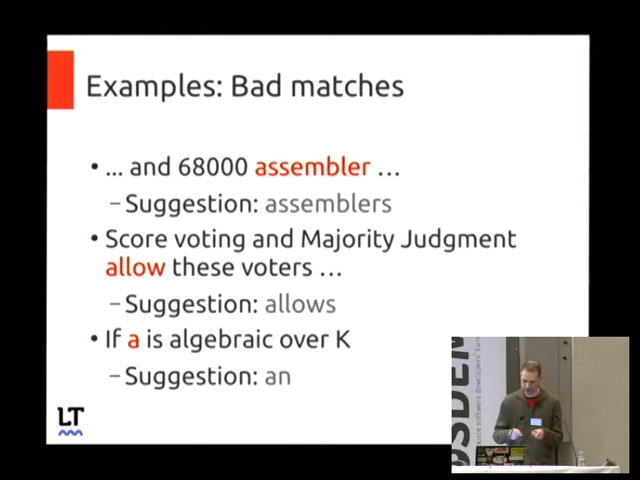 Examples: Bad matches
• ... and 68000 assembler ...
– Suggestion: assemblers
• Score voting and Majority Judgment
allow these voters ...
– Suggestion: allows
• If a is algebraic over K
– Suggestion: an
LT
OSDEM